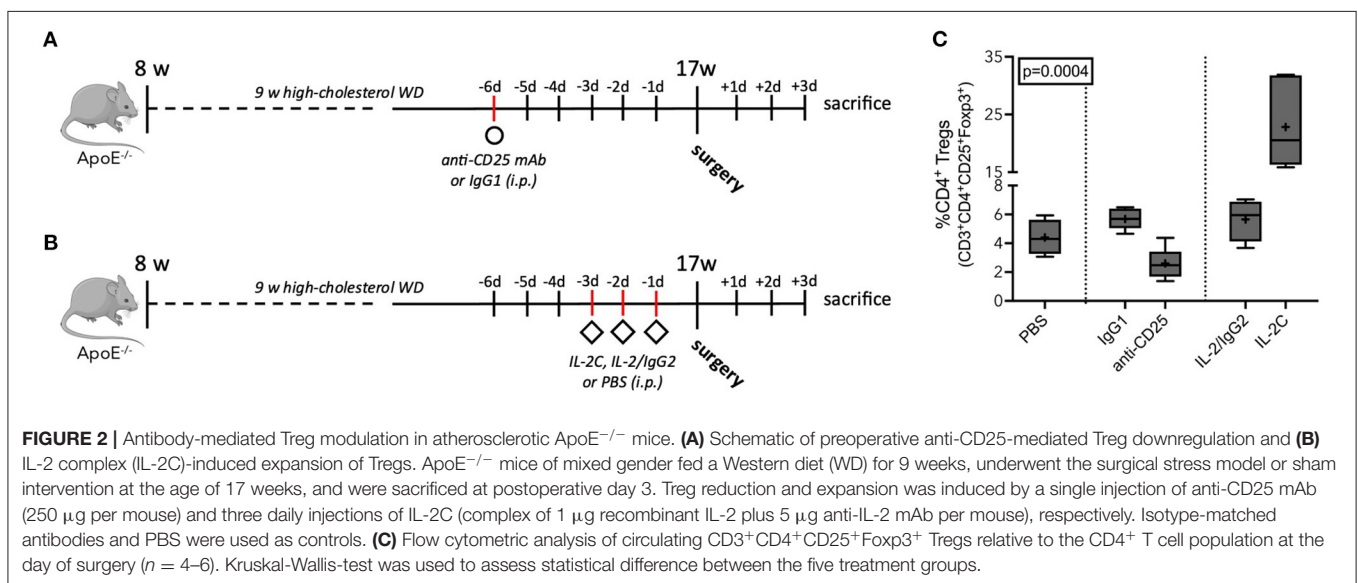 A
8 w
9 w high-cholesterol WD
-6d -5d -4d -3d -2d -1d
17w
+1d +2d +3d
sacrifice
ApoE-/-
anti-CD25 mAb
or IgG1 (i.p.)
surgery
B
8 w
9 w high-cholesterol WD
-6d -5d -4d -3d -2d -1d
17w
+1d +2d +3d
sacrifice
ApoE-/-
IL-2C, IL-2/IgG2
or PBS (i.p.)
surgery
C
%CD4+ Tregs
(CD3+CD4+CD25+Foxp3+)
35
25
15
8
6
4
2
0
p=0.0004
PBS
IgG1
anti-CD25
IL-2/IgG2
IL-2C
FIGURE 2 | Antibody-mediated Treg modulation in atherosclerotic ApoE−/− mice. (A) Schematic of preoperative anti-CD25-mediated Treg downregulation and (B)
IL-2 complex (IL-2C)-induced expansion of Tregs. ApoE−/− mice of mixed gender fed a Western diet (WD) for 9 weeks, underwent the surgical stress model or sham
intervention at the age of 17 weeks, and were sacrificed at postoperative day 3. Treg reduction and expansion was induced by a single injection of anti-CD25 mAb
(250 μg per mouse) and three daily injections of IL-2C (complex of 1 μg recombinant IL-2 plus 5 μg anti-IL-2 mAb per mouse), respectively. Isotype-matched
antibodies and PBS were used as controls. (C) Flow cytometric analysis of circulating CD3+CD4+CD25+Foxp3+ Tregs relative to the CD4+ T cell population at the
day of surgery (n = 4–6). Kruskal-Wallis-test was used to assess statistical difference between the five treatment groups.